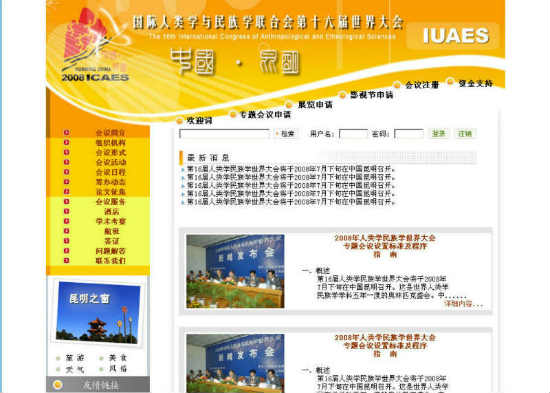 国际人类学与民族学联合会第十六届世界大会
The 16th International Congress of Anthropological and Ethnological Sciences
IUAES
中国 · 昆明
KUNMING CHINA
2008 ICAES
会议注册
资金支持
影视节申请
展览申请
专题会议申请
欢迎词
检索
用户名:
密码:
登录
注销
会议简介
组织机构
会议形式
会议活动
会议日程
筹办动态
论文征集
会议服务
酒店
学术考察
航班
签证
问题解答
联系我们
最新消息
第16届人类学民族学世界大会将于2008年7月下旬在中国昆明召开。
第16届人类学民族学世界大会将于2008年7月下旬在中国昆明召开。
第16届人类学民族学世界大会将于2008年7月下旬在中国昆明召开。
第16届人类学民族学世界大会将于2008年7月下旬在中国昆明召开。
第16届人类学民族学世界大会将于2008年7月下旬在中国昆明召开。
新闻发布会
2008年人类学民族学世界大会
专题会议设置标准及程序
指 南
一、概述
第16届人类学民族学世界大会将于2008年
7月下旬在中国昆明召开。这是世界人类学
民族学学科五年一度的奥林匹克盛会。中......
详细内容...
昆明之窗
旅游
美食
天气
风俗
友情链接
新闻发布会
2008年人类学民族学世界大会
专题会议设置标准及程序
指 南
一、概述
第16届人类学民族学世界大会将于2008年